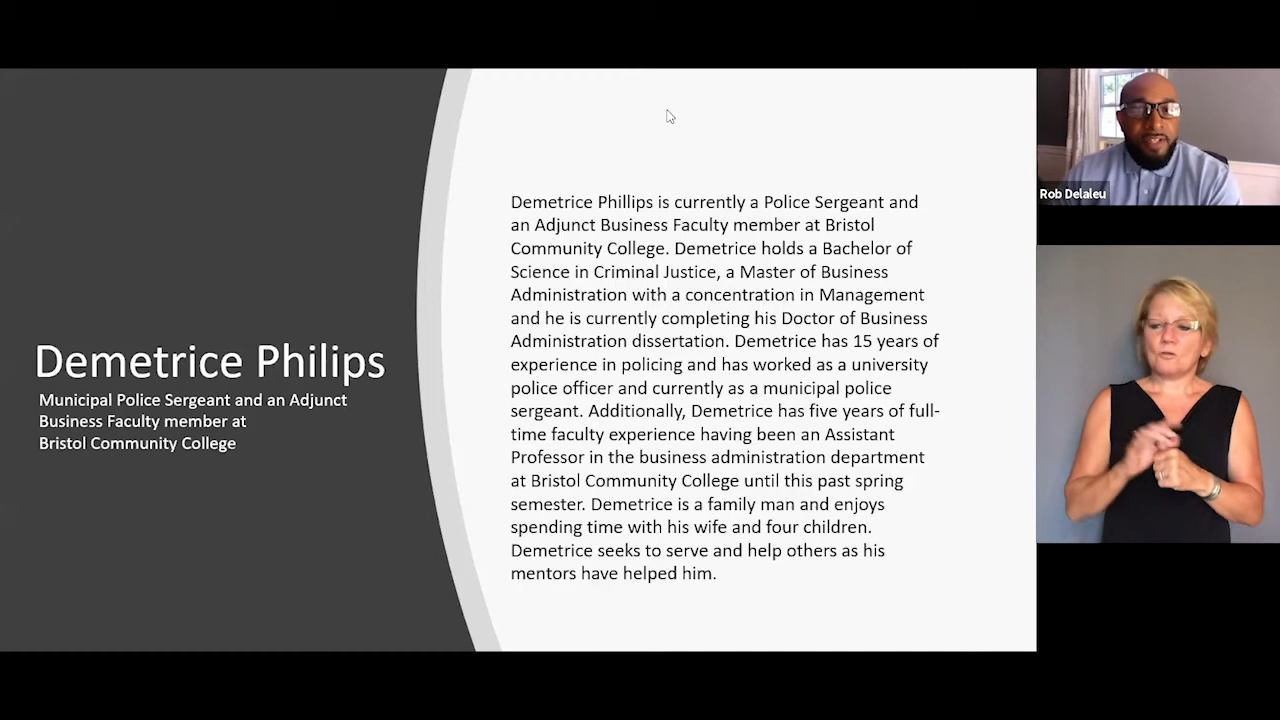 Demetrice Philips
Municipal Police Sergeant and an Adjunct
Business Faculty member at
Bristol Community College
Demetrice Phillips is currently a Police Sergeant and
an Adjunct Business Faculty member at Bristol
Community College. Demetrice holds a Bachelor of
Science in Criminal Justice, a Master of Business
Administration with a concentration in Management
and he is currently completing his Doctor of Business
Administration dissertation. Demetrice has 15 years of
experience in policing and has worked as a university
police officer and currently as a municipal police
sergeant. Additionally, Demetrice has five years of full-
time faculty experience having been an Assistant
Professor in the business administration department
at Bristol Community College until this past spring
semester. Demetrice is a family man and enjoys
spending time with his wife and four children.
Demetrice seeks to serve and help others as his
mentors have helped him.
Rob Delaleu